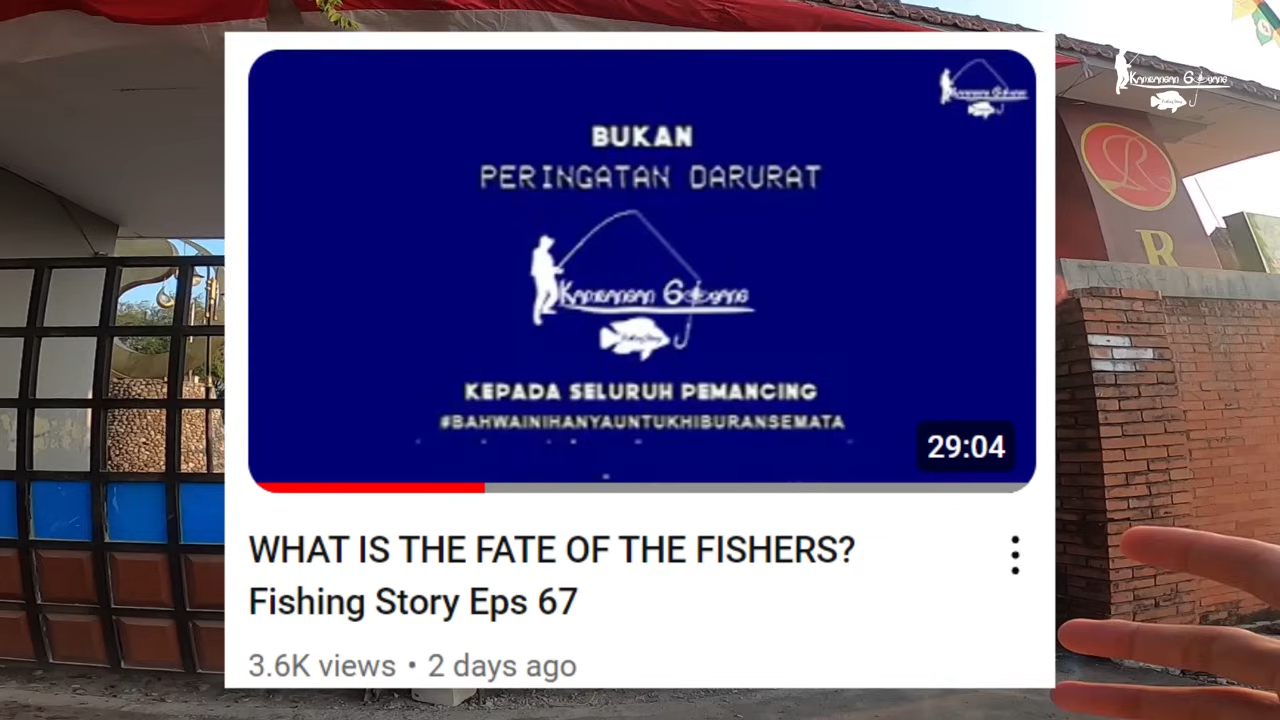 BUKAN
PERINGATAN DARURAT
KEPADA SELURUH PEMANCING
#BAHWAINIHANYAUNTUKHIBURANSEMATA
29:04
WHAT IS THE FATE OF THE FISHERS?
Fishing Story Eps 67
3.6K views • 2 days ago
R
R